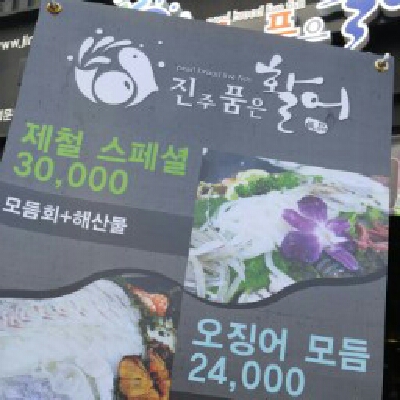 진주 품은 활어
제철 스페셜
30,000
모듬회+해산물
오징어 모듬
24,000